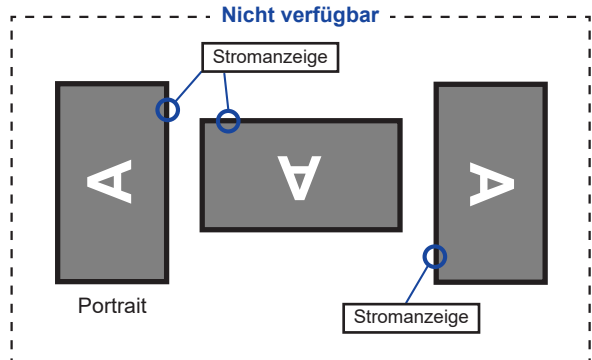 Nicht verfügbar
Stromanzeige
A
A
A
Portrait
Stromanzeige